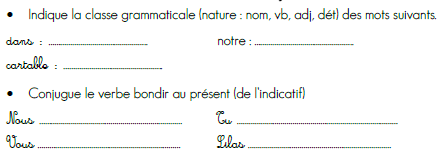 • Indique la classe grammaticale (nature : nom, vb, adj, dét) des mots suivants.
dans : ........................ notre : ........................
cartable : ........................
• Conjugue le verbe bondir au présent (de l'indicatif)
Nous ........................ Tu ........................
Vous ........................ Lilas ........................